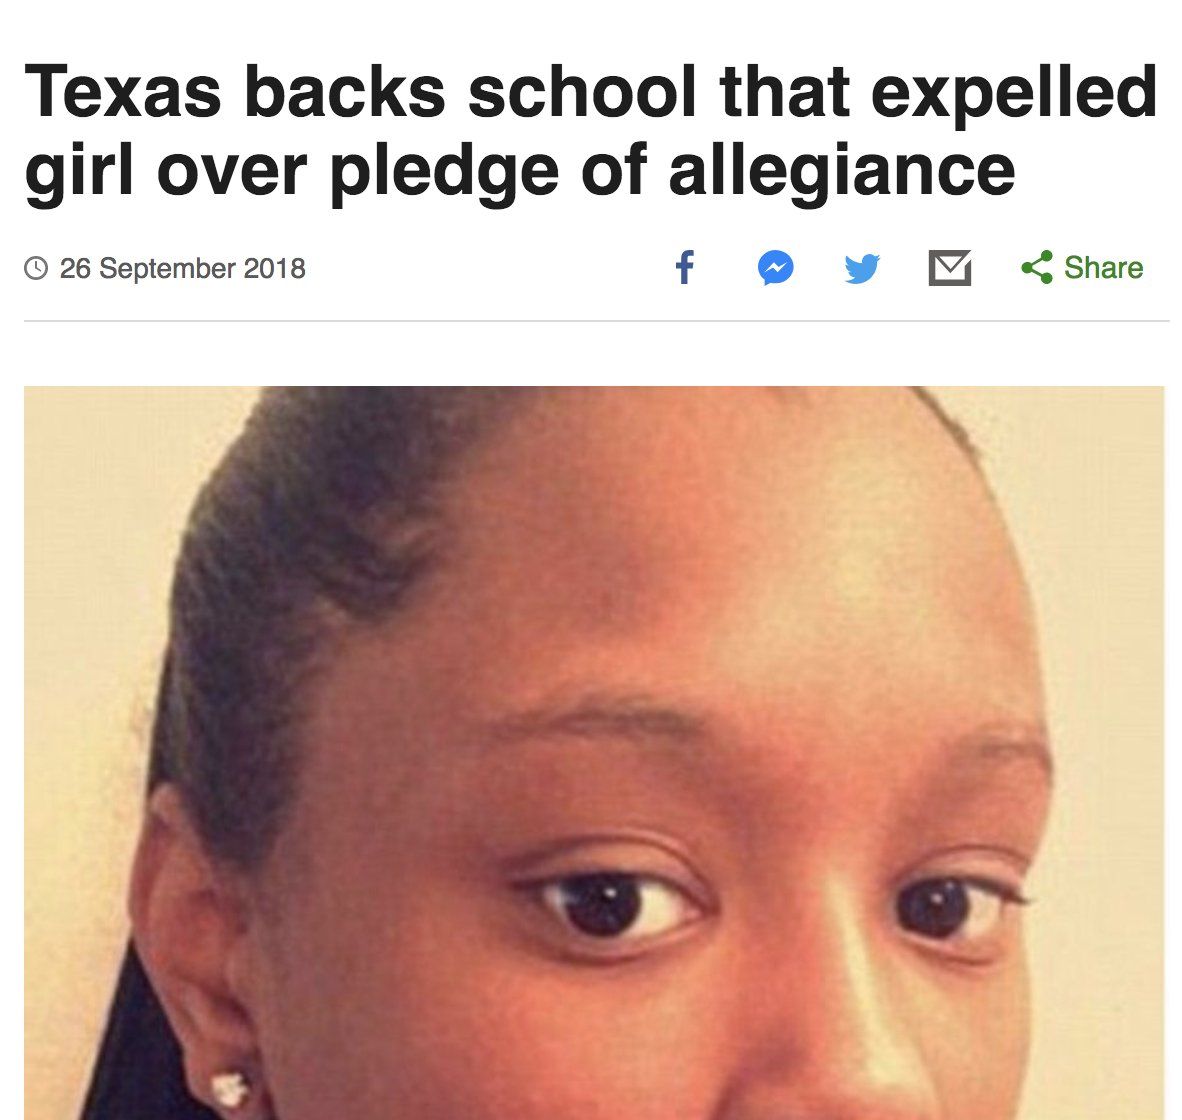 Texas backs school that expelled
girl over pledge of allegiance
26 September 2018
Share